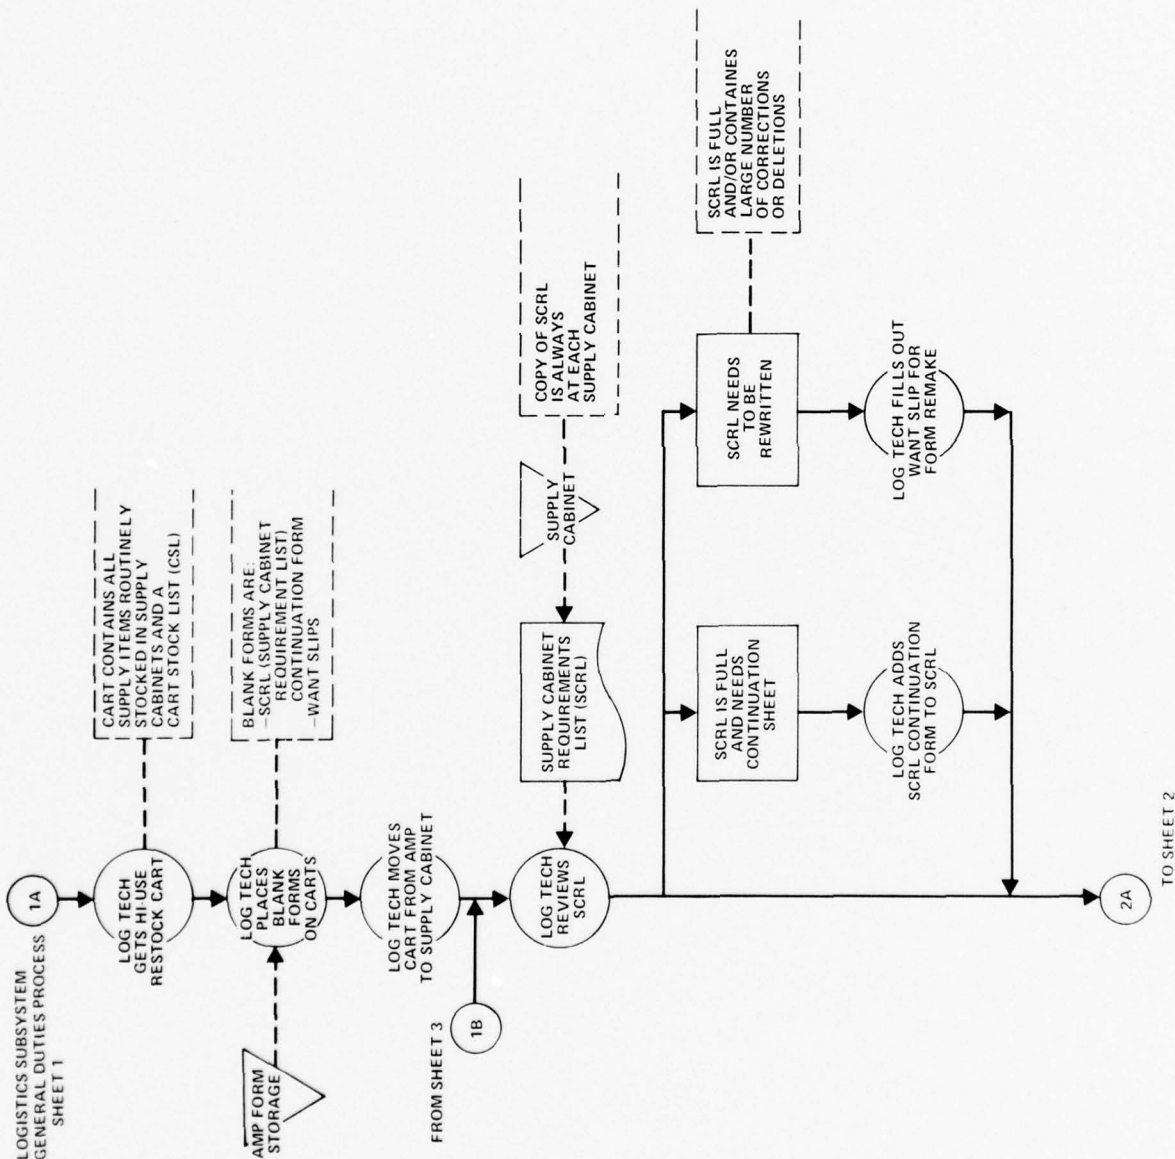 LOGISTICS SUBSYSTEM
GENERAL DUTIES PROCESS
SHEET 1
1A
LOG TECH
GETS HI-USE
RESTOCK CART
CART CONTAINS ALL
SUPPLY ITEMS ROUTINELY
STOCKED IN SUPPLY
CABINETS AND A
CART STOCK LIST (CSL)
AMP FORM
STORAGE
LOG TECH
PLACES
BLANK
FORMS
ON CARTS
BLANK FORMS ARE:
-SCRL (SUPPLY CABINET
REQUIREMENT LIST)
CONTINUATION FORM
-WANT SLIPS
LOG TECH MOVES
CART FROM AMP
TO SUPPLY CABINET
FROM SHEET 3
1B
LOG TECH
REVIEWS
SCRL
SUPPLY CABINET
REQUIREMENTS
LIST (SCRL)
SUPPLY
CABINET
COPY OF SCRL
IS ALWAYS
AT EACH
SUPPLY CABINET
SCRL IS FULL
AND NEEDS
CONTINUATION
SHEET
SCRL NEEDS
TO BE
REWRITTEN
SCRL IS FULL
AND/OR CONTAINES
LARGE NUMBER
OF CORRECTIONS
OR DELETIONS
LOG TECH ADDS
SCRL CONTINUATION
FORM TO SCRL
LOG TECH FILLS OUT
WANT SLIP FOR
FORM REMAKE
2A
TO SHEET 2